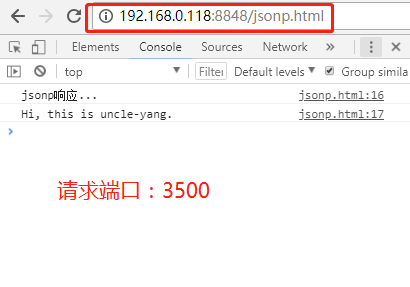 192.168.0.118:8848/jsonp.html
Elements Console Sources Network »
top Filter Default levels Group simila
jsonp响应... jsonp.html:16
Hi, this is uncle-yang. jsonp.html:17
请求端口：3500